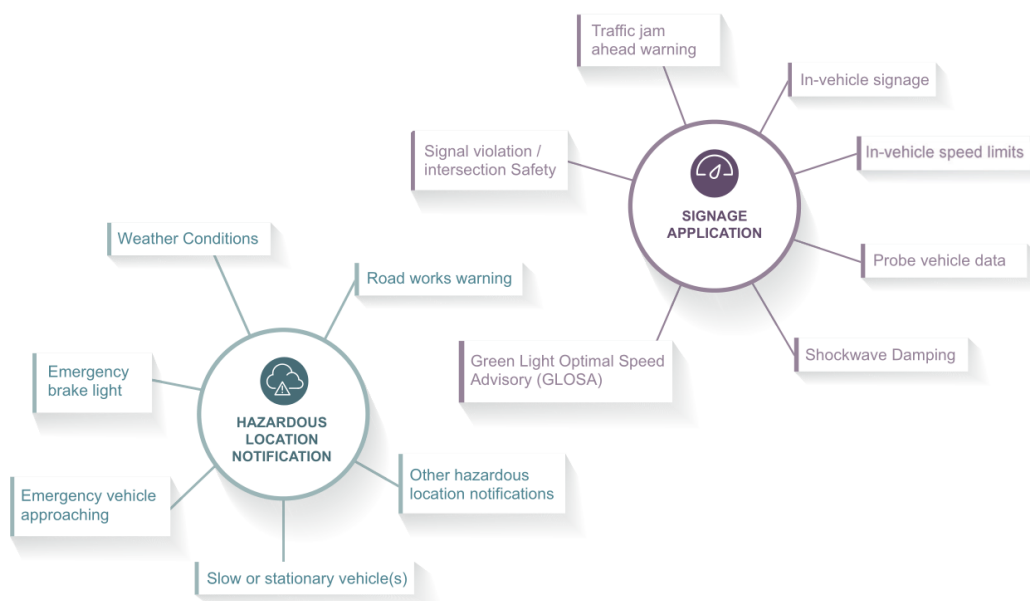 Traffic jam
ahead warning
In-vehicle signage
Signal violation /
intersection Safety
In-vehicle speed limits
SIGNAGE
APPLICATION
Probe vehicle data
Green Light Optimal Speed
Advisory (GLOSA)
Shockwave Damping
Weather Conditions
Road works warning
Emergency
brake light
HAZARDOUS
LOCATION
NOTIFICATION
Emergency vehicle
approaching
Other hazardous
location notifications
Slow or stationary vehicle(s)